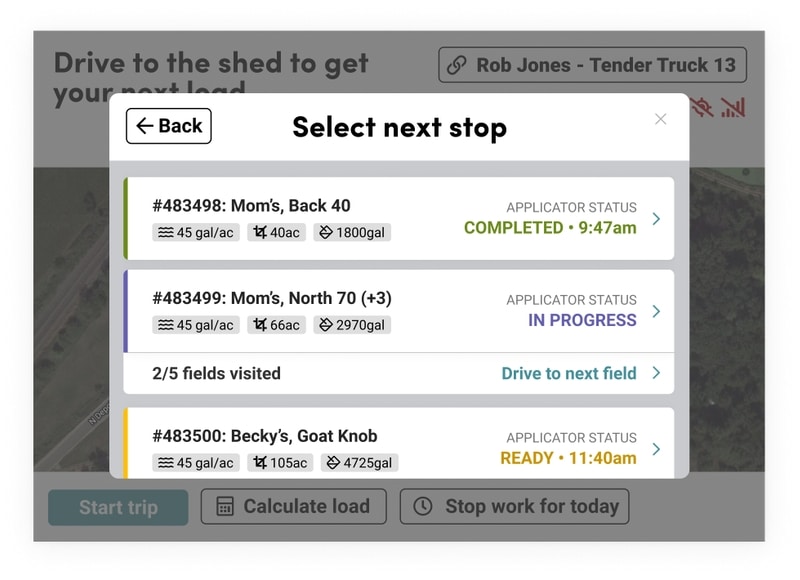 Drive to the shed to get
your next load
Rob Jones - Tender Truck 13
Back
Select next stop
#483498: Mom's, Back 40
45 gal/ac
40ac
1800gal
APPLICATOR STATUS
COMPLETED • 9:47am
#483499: Mom's, North 70 (+3)
45 gal/ac
66ac
2970gal
APPLICATOR STATUS
IN PROGRESS
2/5 fields visited
Drive to next field
#483500: Becky's, Goat Knob
45 gal/ac
105ac
4725gal
APPLICATOR STATUS
READY • 11:40am
Start trip
Calculate load
Stop work for today